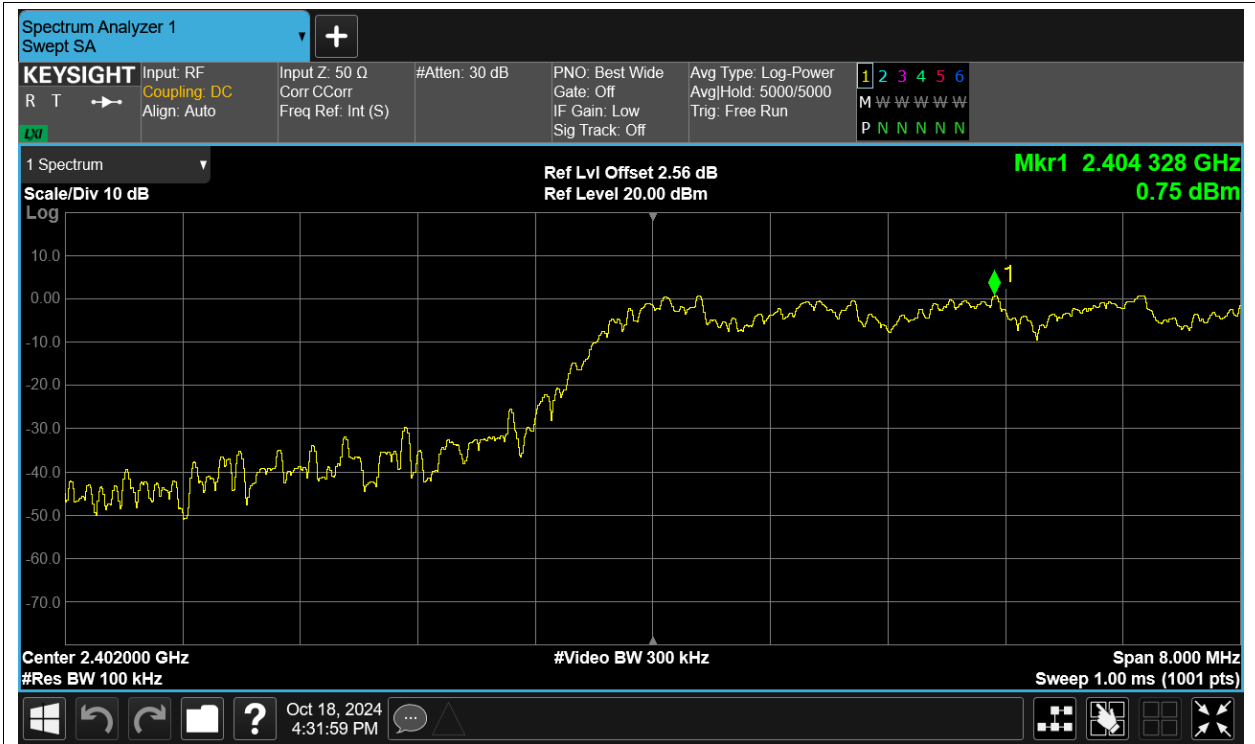 Spectrum Analyzer 1
Swept SA
+
KEYSIGHT
R T
LXI
Input: RF
Coupling: DC
Align: Auto
Input Z: 50 Ω
Corr CCorr
Freq Ref: Int (S)
#Atten: 30 dB
PNO: Best Wide
Gate: Off
IF Gain: Low
Sig Track: Off
Avg Type: Log-Power
Avg|Hold: 5000/5000
Trig: Free Run
1 2 3 4 5 6
M W W W W W
P N N N N N
1 Spectrum
Scale/Div 10 dB
Log
Ref Lvl Offset 2.56 dB
Ref Level 20.00 dBm
Mkr1 2.404 328 GHz
0.75 dBm
10.0
0.00
-10.0
-20.0
-30.0
-40.0
-50.0
-60.0
-70.0
1
Center 2.402000 GHz
#Res BW 100 kHz
#Video BW 300 kHz
Span 8.000 MHz
Sweep 1.00 ms (1001 pts)
?
Oct 18, 2024
4:31:59 PM